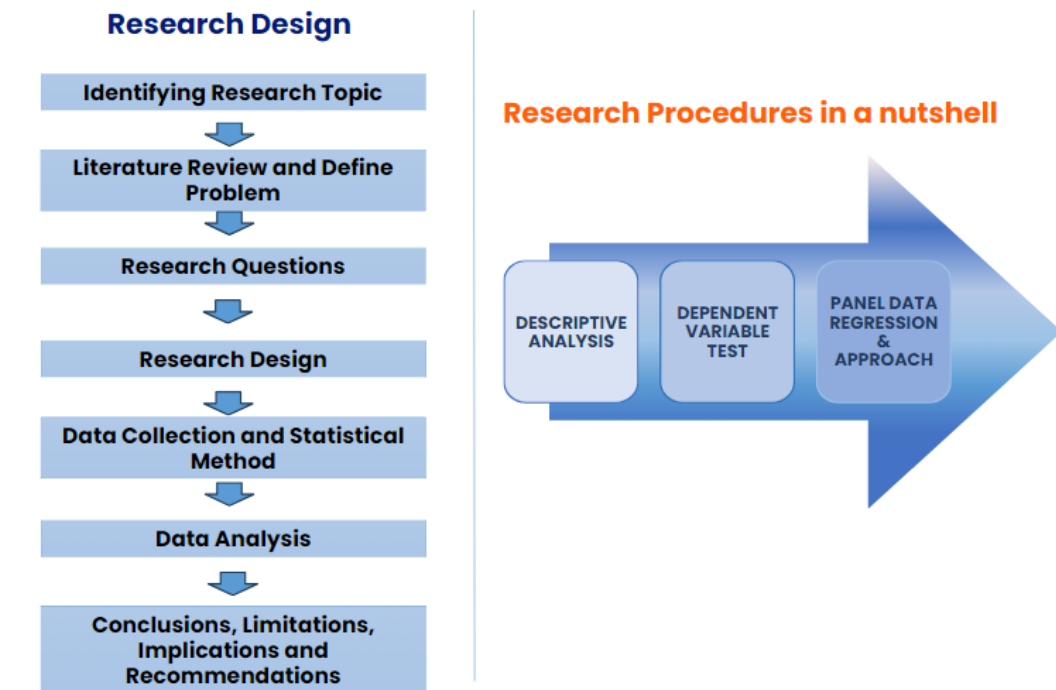 Research Design
Identifying Research Topic
Literature Review and Define
Problem
Research Questions
Research Design
Data Collection and Statistical
Method
Data Analysis
Conclusions, Limitations,
Implications and
Recommendations
Research Procedures in a nutshell
DESCRIPTIVE
ANALYSIS
DEPENDENT
VARIABLE
TEST
PANEL DATA
REGRESSION
&
APPROACH